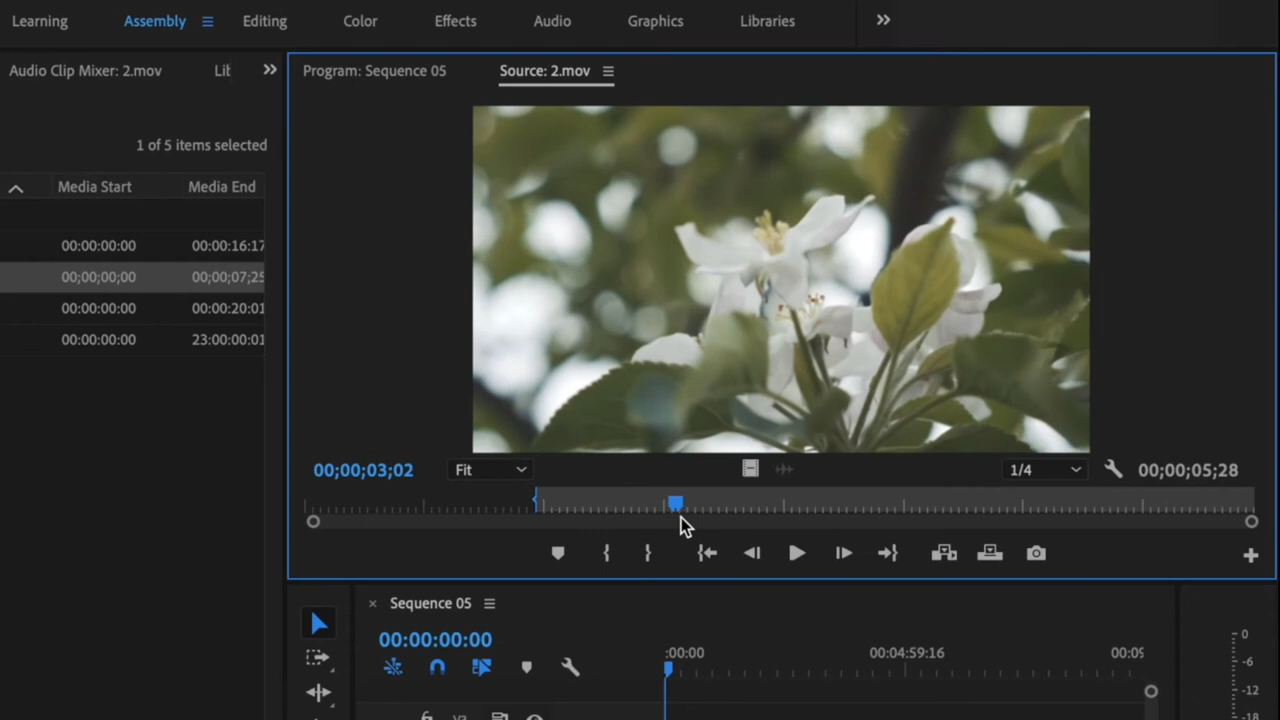 Learning Assembly Editing Color Effects Audio Graphics Libraries
Audio Clip Mixer: 2.mov Lit
Program: Sequence 05 Source: 2.mov
1 of 5 items selected
Media Start Media End
00:00:00:00 00:00:16:17
00;00;00;00 00;00;07;25
00:00:00:00 00:00:20:01
00:00:00:00 23:00:00:01
00;00;03;02 Fit 1/4 00;00;05;28
Sequence 05
00:00:00:00
:00:00 00:04:59:16 00:09
0
-6
-12
-18